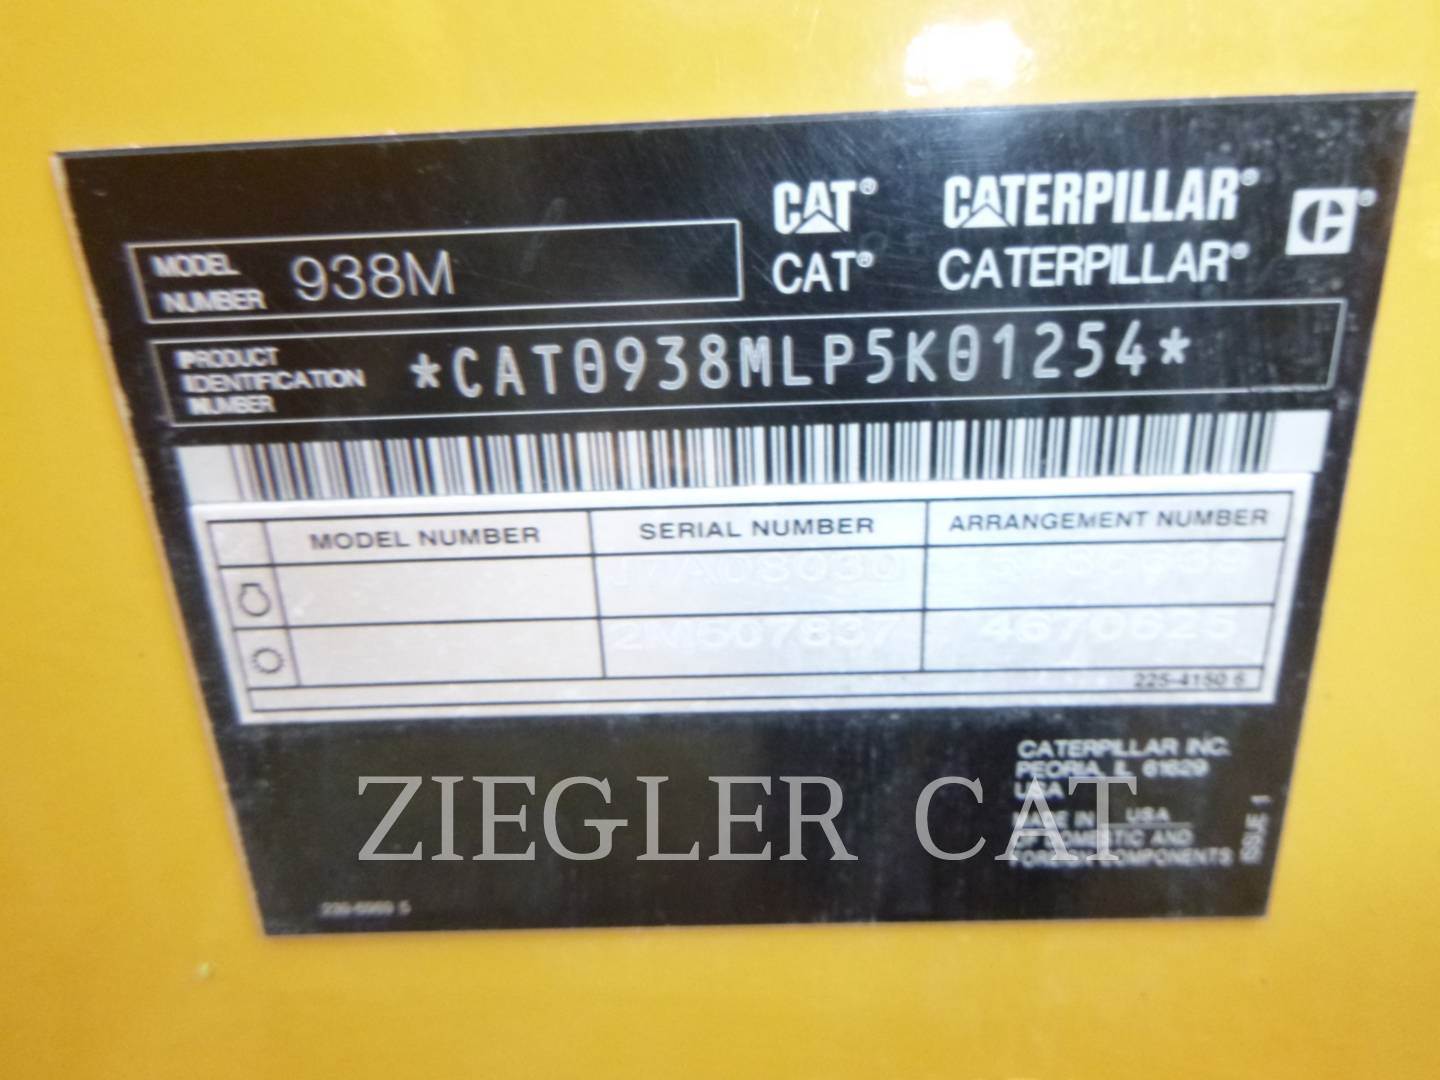 CAT® CATERPILLAR®
CAT® CATERPILLAR®
MODEL NUMBER 938M
PRODUCT IDENTIFICATION NUMBER *CAT0938MLP5K01254*
MODEL NUMBER SERIAL NUMBER ARRANGEMENT NUMBER
2M507837 4670625
225-4150 5
CATERPILLAR INC.
PEORIA, IL 61629
USA
MADE IN USA
OF DOMESTIC AND
FOREIGN COMPONENTS
ISSUE 1
ZIEGLER CAT